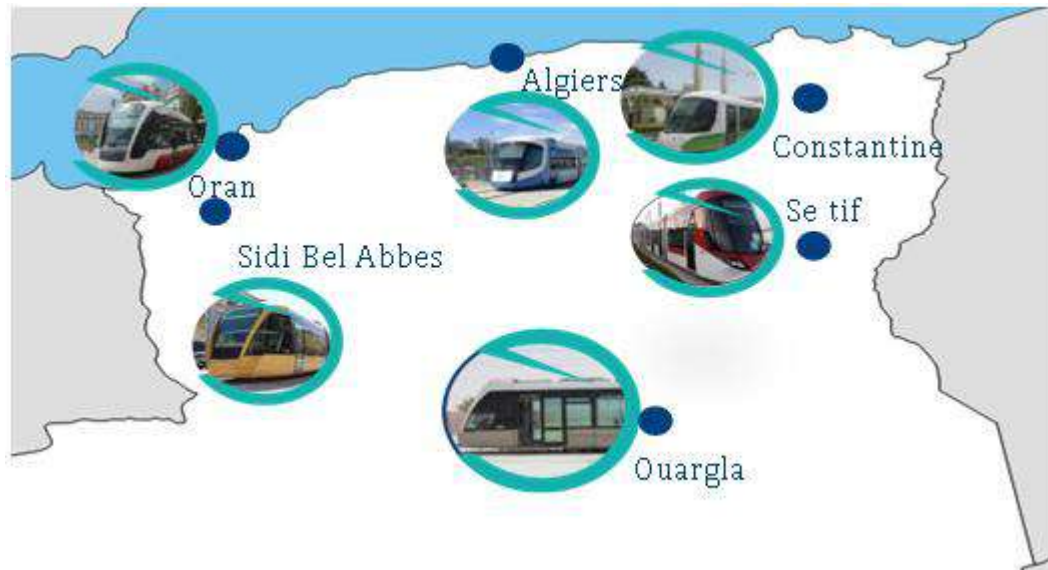 Algiers
Constantine
Oran
Se tif
Sidi Bel Abbes
Ouargla